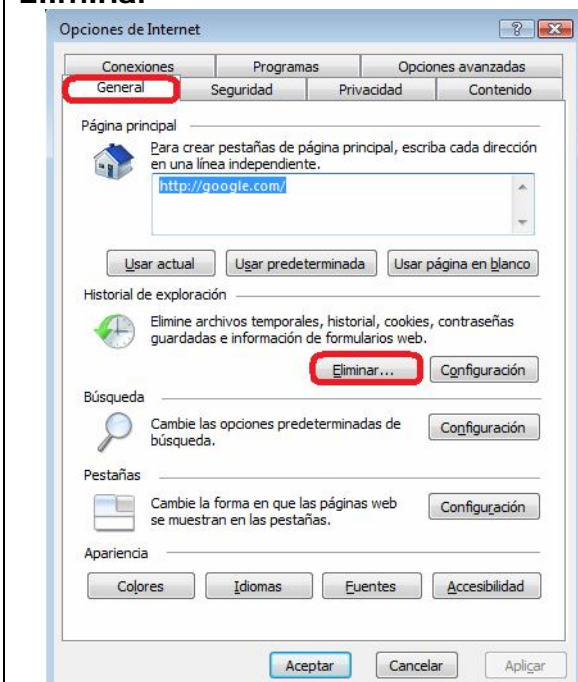 Eliminar
Opciones de Internet
Conexiones Programas Opciones avanzadas
General Seguridad Privacidad Contenido
Página principal
Para crear pestañas de página principal, escriba cada dirección
en una línea independiente.
http://google.com/
Usar actual Usar predeterminada Usar página en blanco
Historial de exploración
Elimine archivos temporales, historial, cookies, contraseñas
guardadas e información de formularios web.
Eliminar... Configuración
Búsqueda
Cambie las opciones predeterminadas de
búsqueda.
Configuración
Pestañas
Cambie la forma en que las páginas web
se muestran en las pestañas.
Configuración
Apariencia
Colores Idiomas Fuentes Accesibilidad
Aceptar Cancelar Aplicar